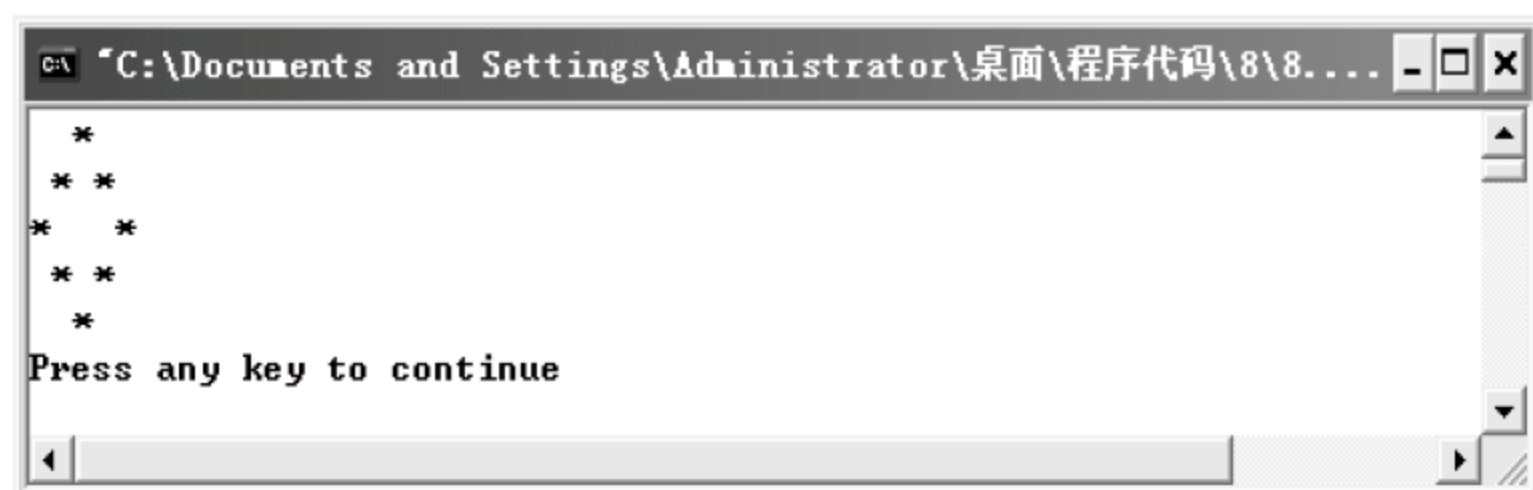 "C:\Documents and Settings\Administrator\桌面\程序代码\8\8....
  *
 * *
*   *
 * *
  *
Press any key to continue